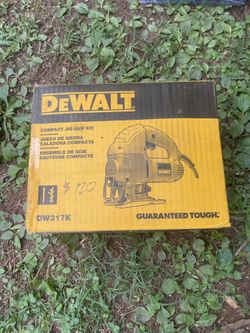 DEWALT
COMPACT JIG SAW KIT
JUEGO DE SIERRA
CALADORA COMPACTA
ENSEMBLE DE SCIE
SAUTEUSE COMPACTE
$120
DEWALT
DW317K
GUARANTEED TOUGH.